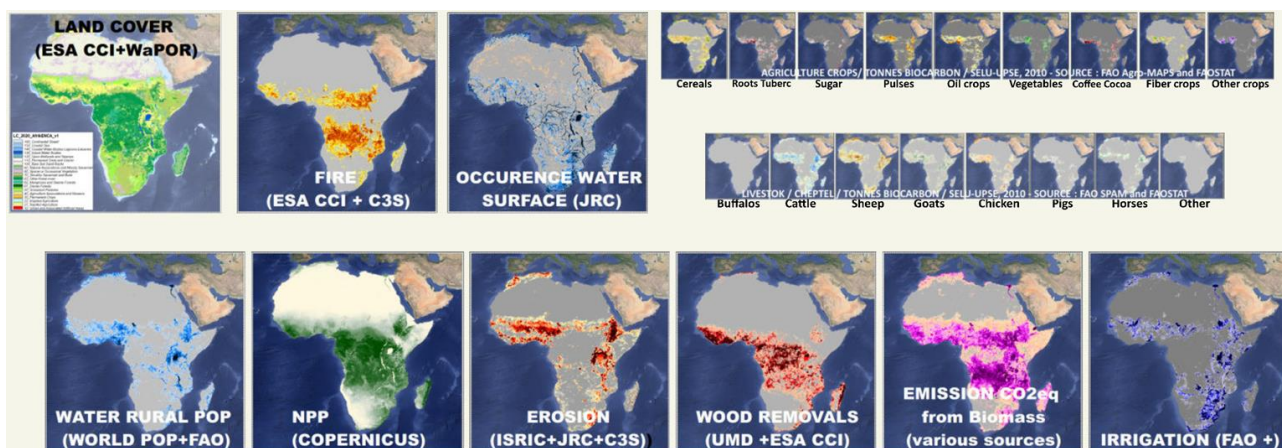 LAND COVER
(ESA CCI+WaPOR)
LC_2020_AfrikENCA_v1
FIRE
(ESA CCI + C3S)
OCCURENCE WATER
SURFACE (JRC)
AGRICULTURE CROPS/ TONNES BIOCARBON / SELU-UPSE, 2010 - SOURCE : FAO Agro-MAPS and FAOSTAT
Cereals Roots Tuberc Sugar Pulses Oil crops Vegetables Coffee Cocoa Fiber crops Other crops
LIVESTOK / CHEPTEL / TONNES BIOCARBON / SELU-UPSE, 2010 - SOURCE : FAO SPAM and FAOSTAT
Buffalos Cattle Sheep Goats Chicken Pigs Horses Other
WATER RURAL POP
(WORLD POP+FAO)
NPP
(COPERNICUS)
EROSION
(ISRIC+JRC+C3S))
WOOD REMOVALS
(UMD +ESA CCI)
EMISSION CO2eq
from Biomass
(various sources)
IRRIGATION (FAO +)